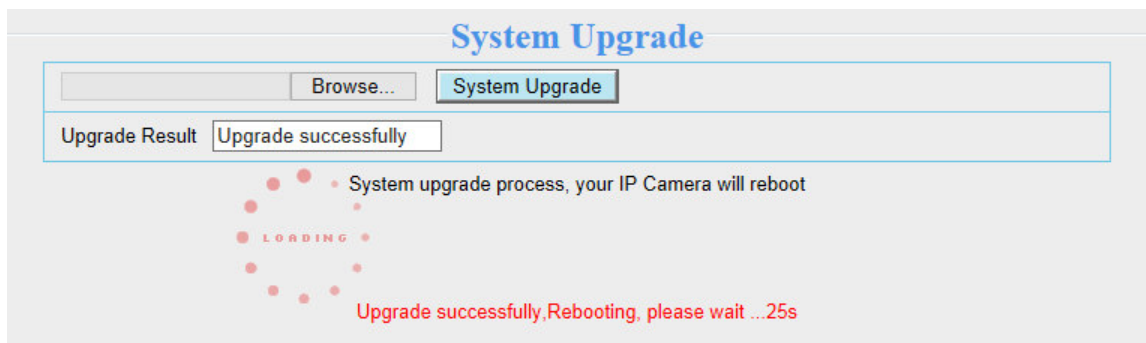 System Upgrade
Browse... System Upgrade
Upgrade Result Upgrade successfully
System upgrade process, your IP Camera will reboot
LOADING
Upgrade successfully,Rebooting, please wait ...25s